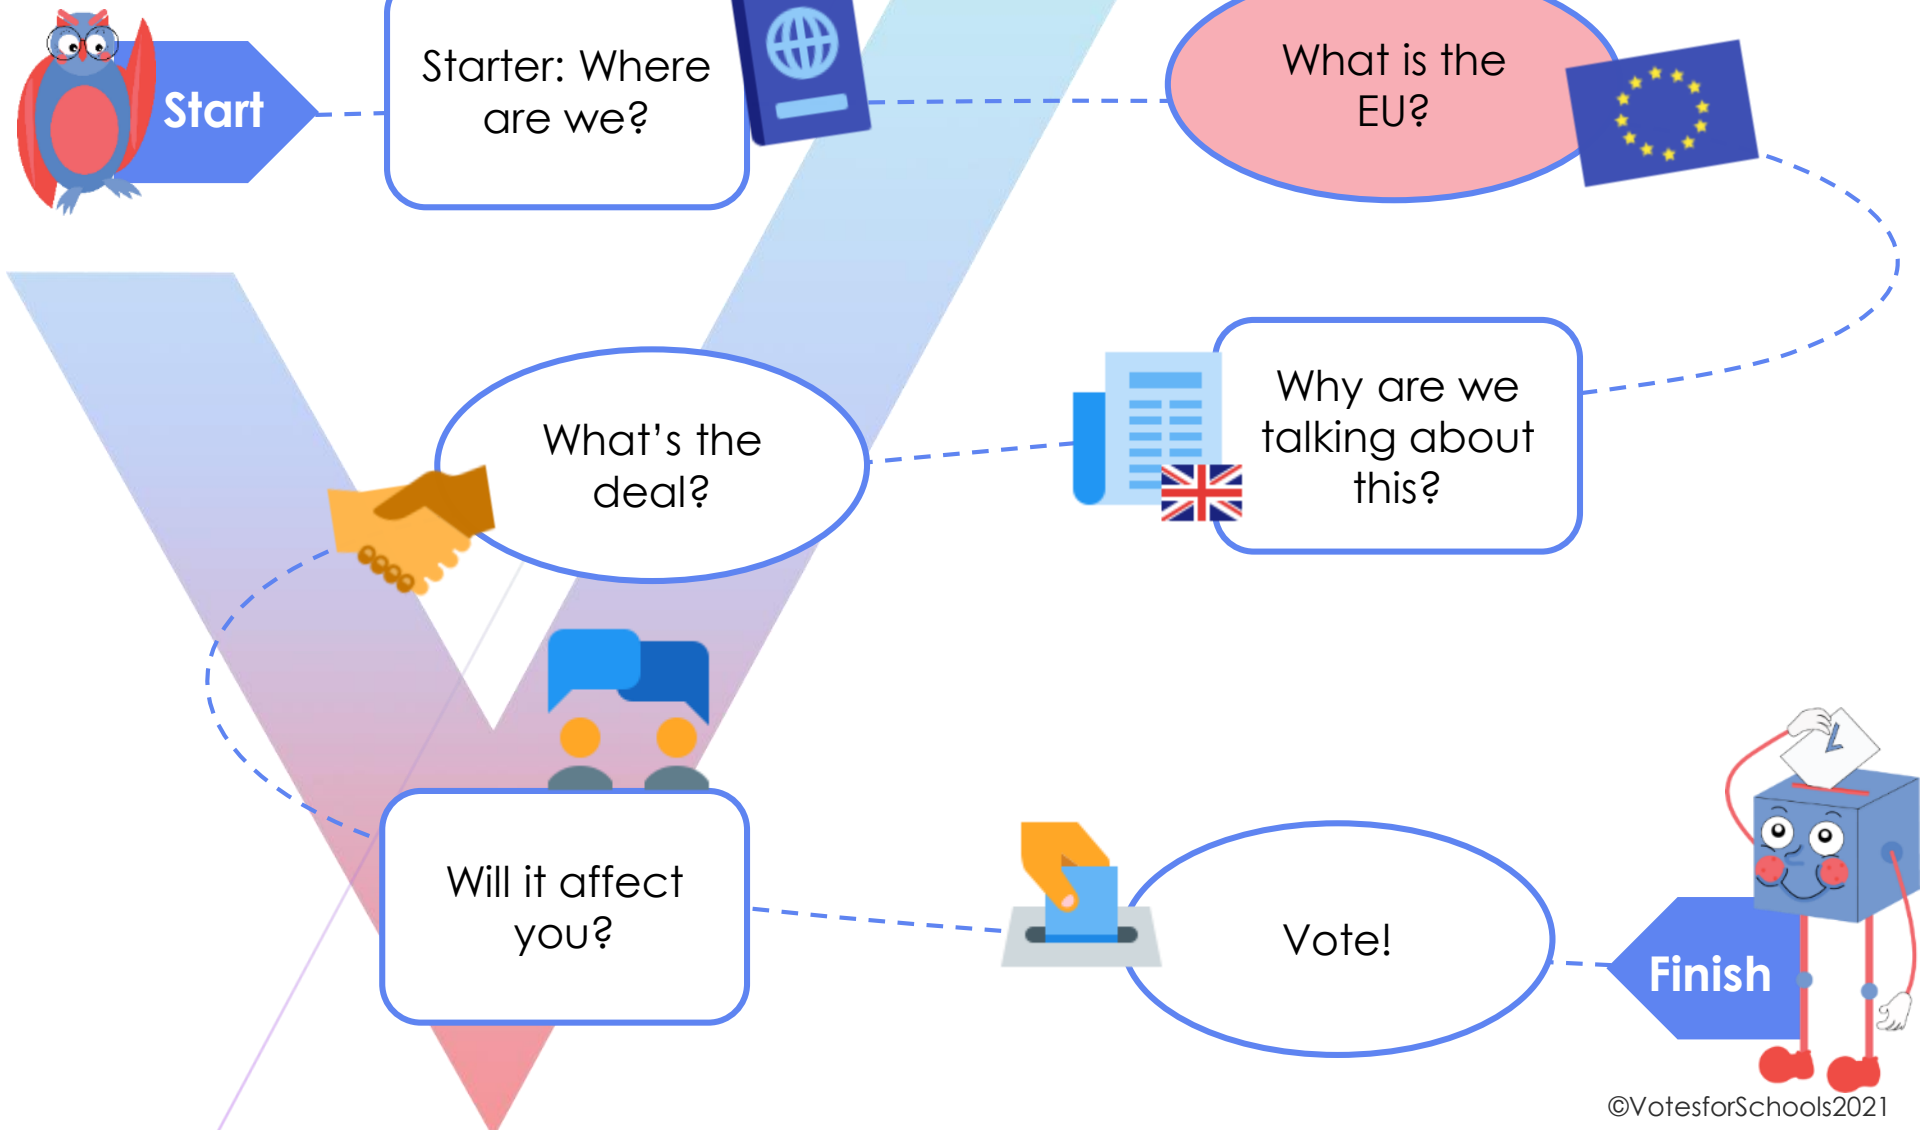 Start
Starter: Where
are we?
What is the
EU?
Why are we
talking about
this?
What’s the
deal?
Will it affect
you?
Vote!
Finish
©VotesforSchools2021